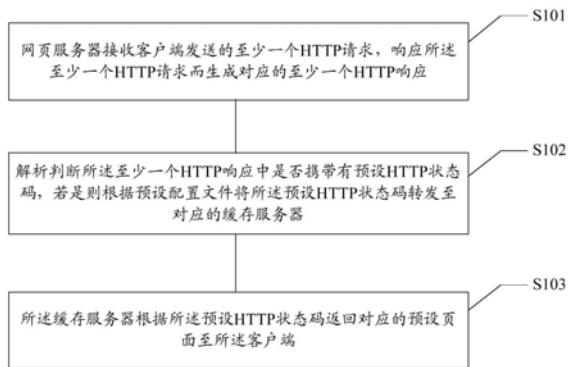 S101
网页服务器接收客户端发送的至少一个HTTP请求，响应所述
至少一个HTTP请求而生成对应的至少一个HTTP响应
S102
解析判断所述至少一个HTTP响应中是否携带有预设HTTP状态
码，若是则根据预设配置文件将所述预设HTTP状态码转发至
对应的缓存服务器
S103
所述缓存服务器根据所述预设HTTP状态码返回对应的预设页
面至所述客户端